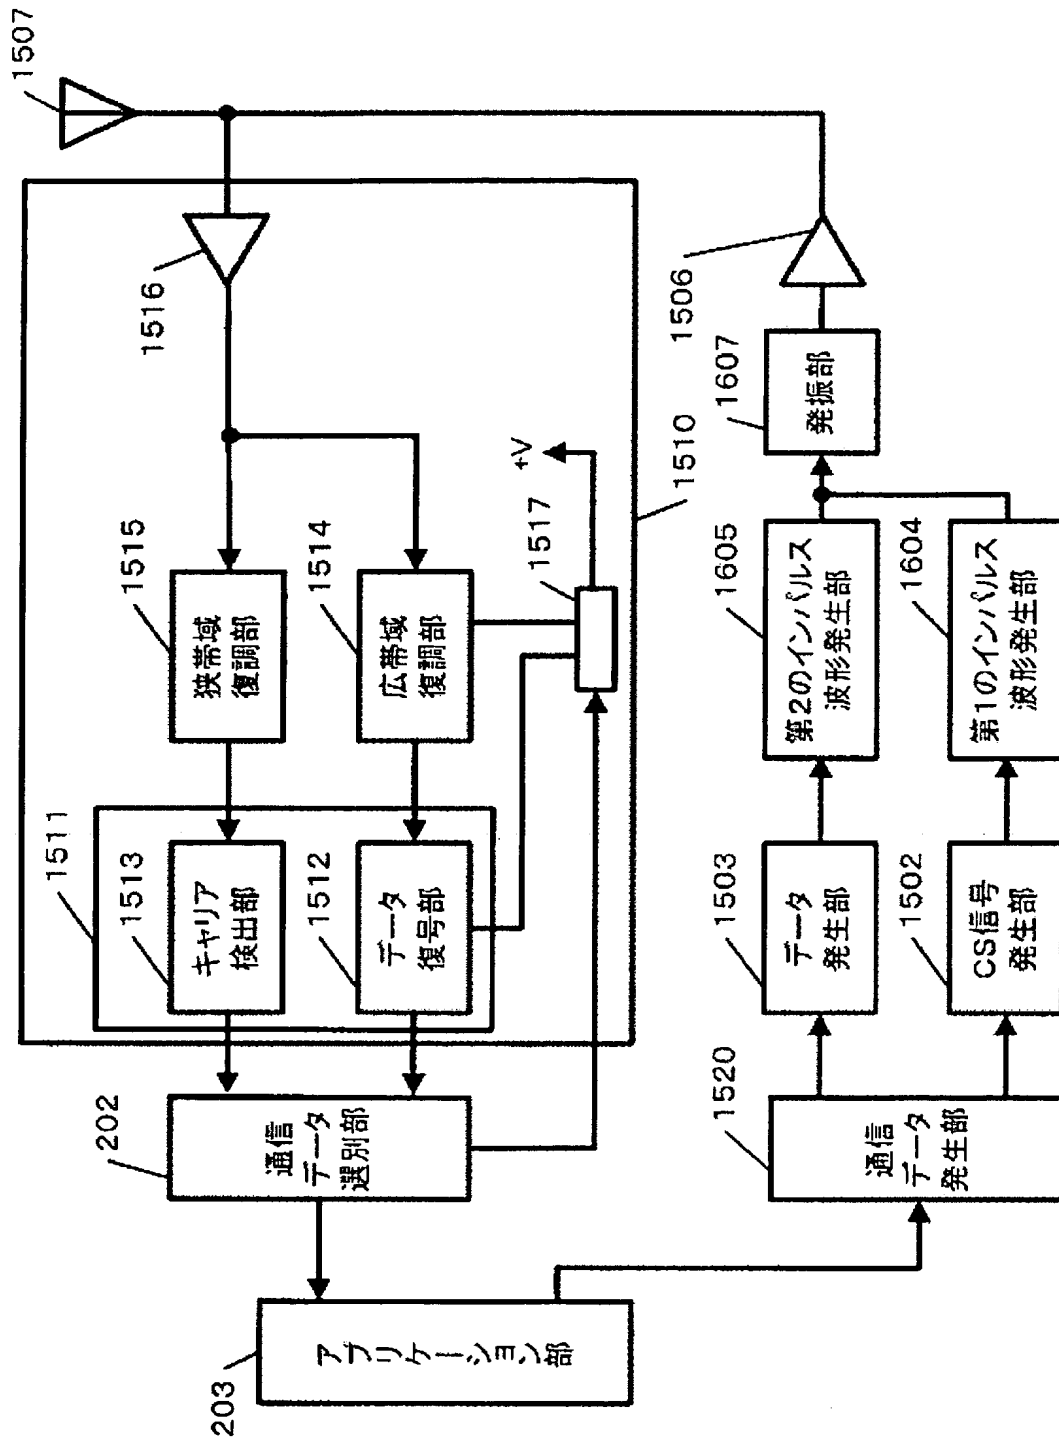 1507
1516
1510
狭帯域
復調部
1515
広帯域
復調部
1514
+V
1517
1511
キャリア
検出部
1513
データ
復号部
1512
通信
データ
選別部
202
アプリケーション部
203
1506
発振部
1607
第2のインパルス
波形発生部
1605
第1のインパルス
波形発生部
1604
データ
発生部
1503
CS信号
発生部
1502
通信
データ
発生部
1520